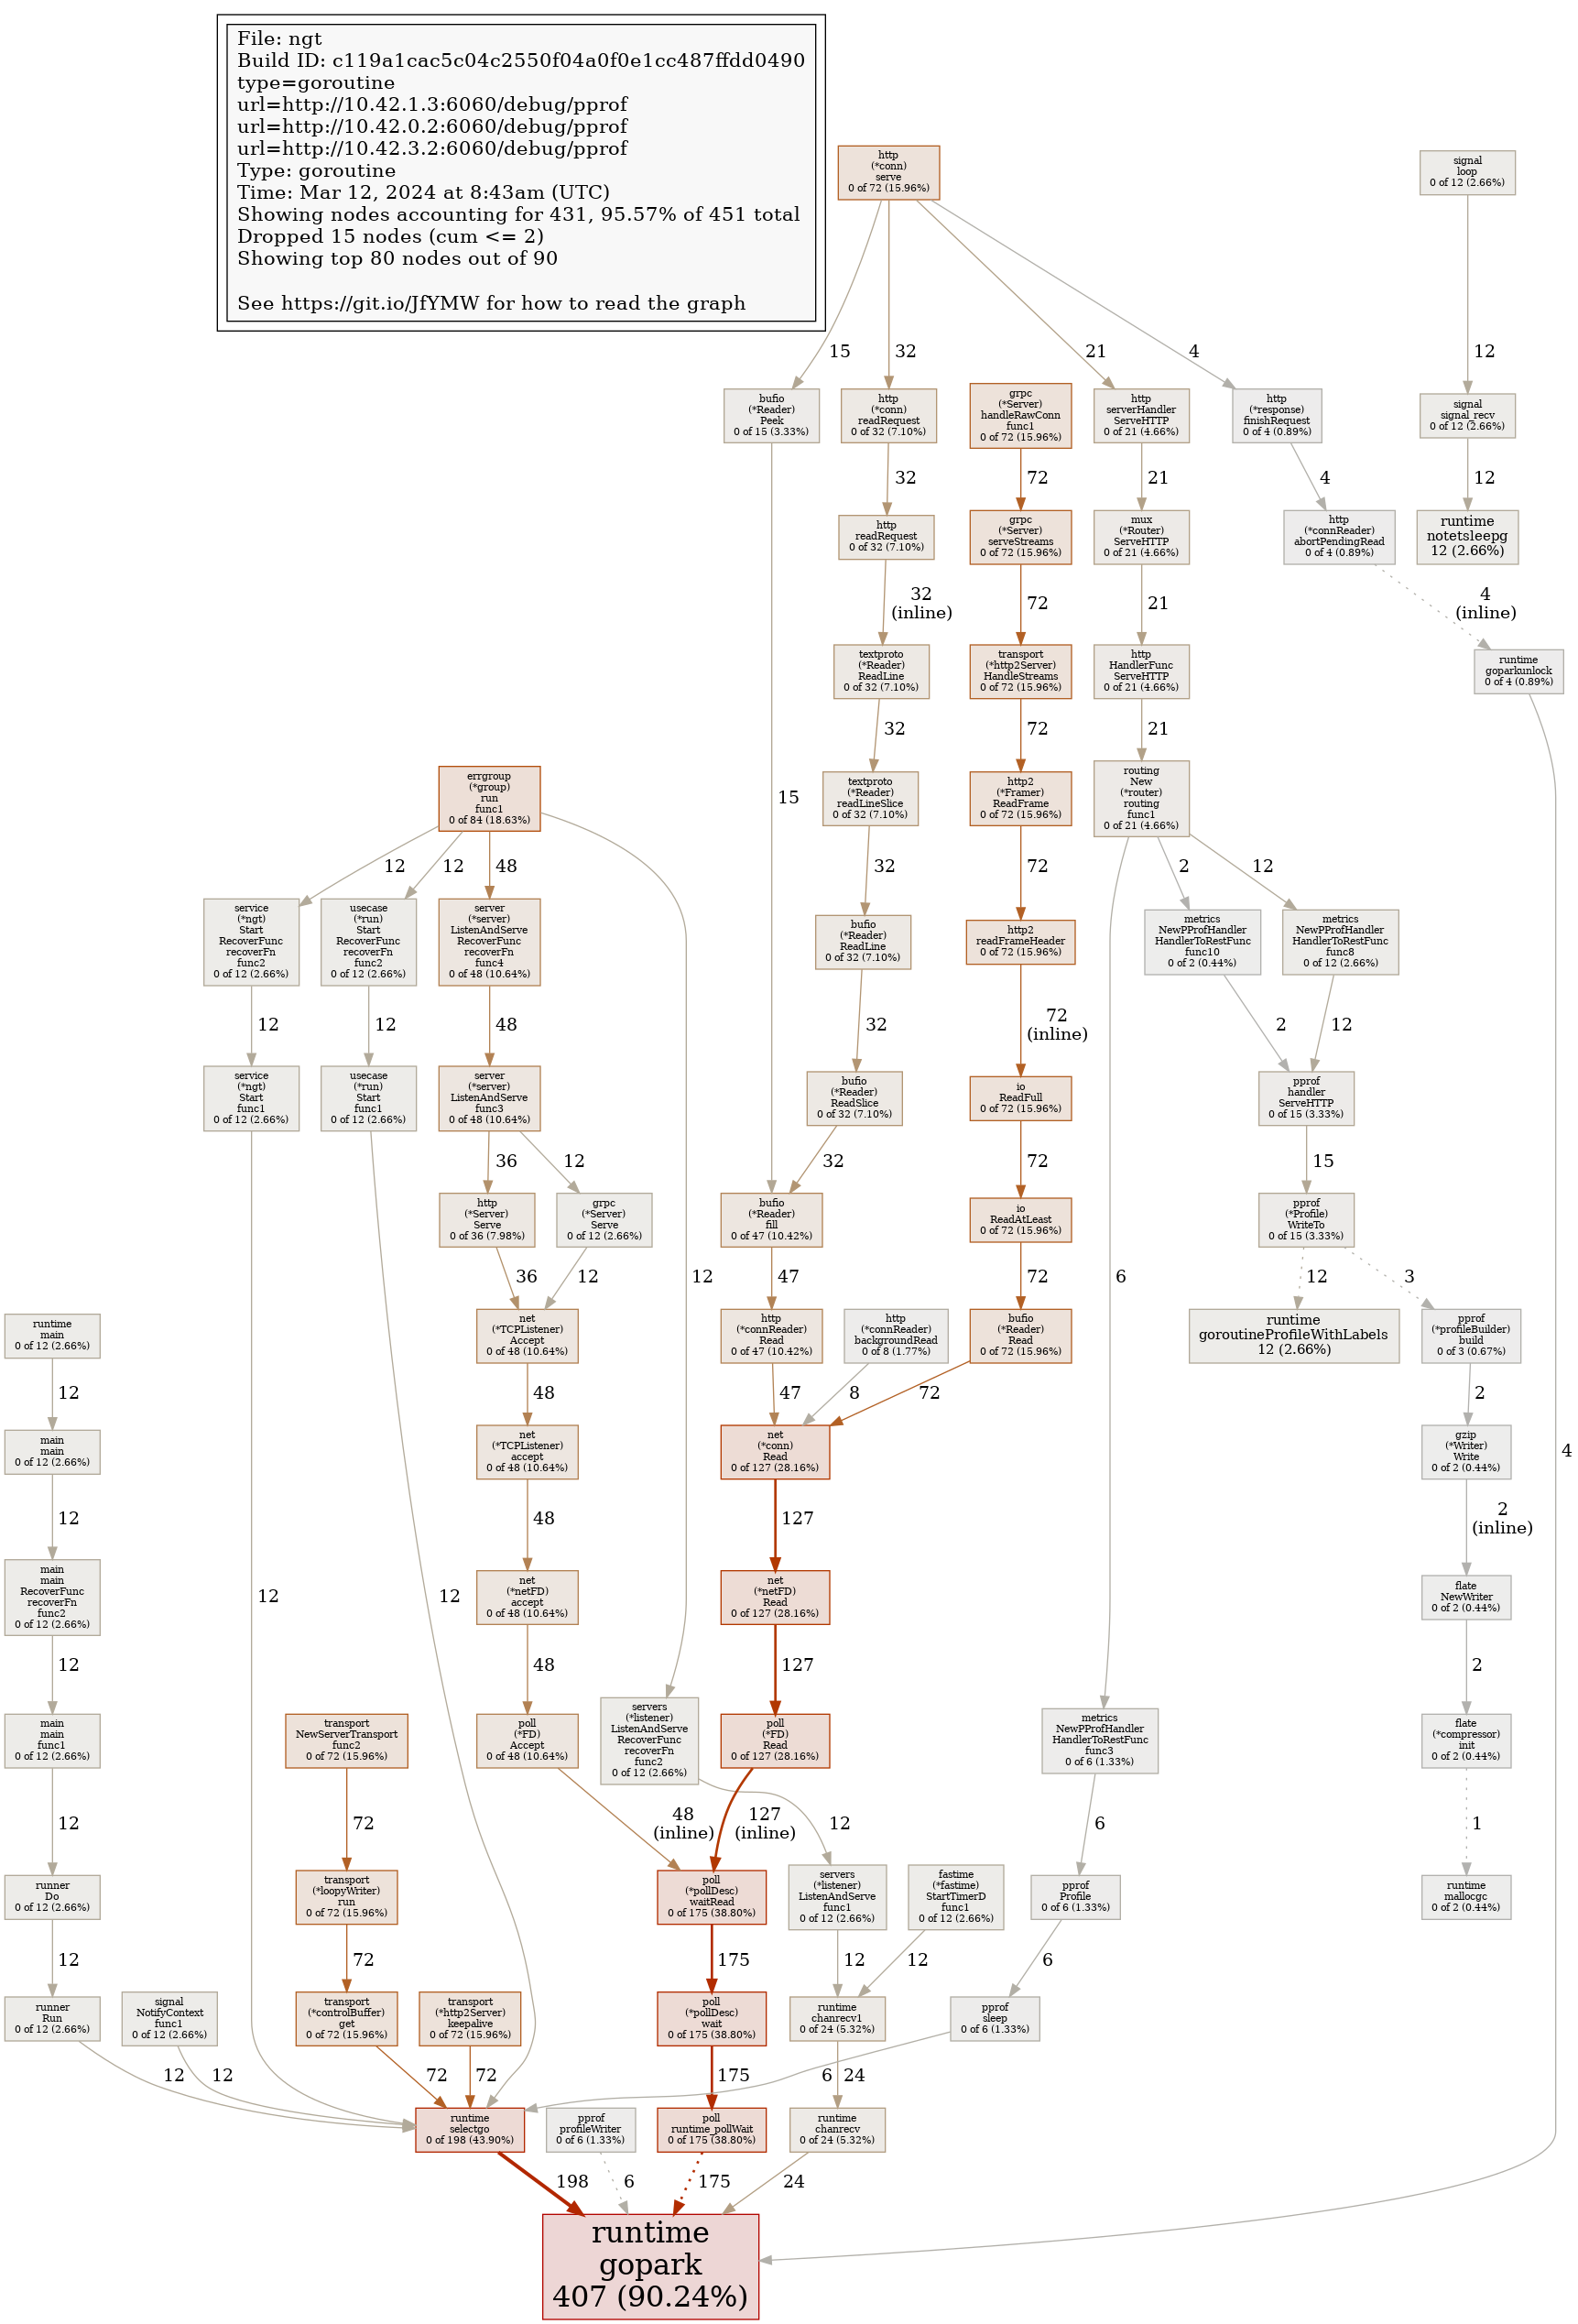 File: ngt
Build ID: c119a1cac5c04c2550f04a0f0e1cc487ffdd0490
type=goroutine
url=http://10.42.1.3:6060/debug/pprof
url=http://10.42.0.2:6060/debug/pprof
url=http://10.42.3.2:6060/debug/pprof
Type: goroutine
Time: Mar 12, 2024 at 8:43am (UTC)
Showing nodes accounting for 431, 95.57% of 451 total
Dropped 15 nodes (cum <= 2)
Showing top 80 nodes out of 90
See https://git.io/JfYMW for how to read the graph
http
(*conn)
serve
0 of 72 (15.96%)
signal
loop
0 of 12 (2.66%)
15
32
21
4
12
bufio
(*Reader)
Peek
0 of 15 (3.33%)
http
(*conn)
readRequest
0 of 32 (7.10%)
grpc
(*Server)
handleRawConn
func1
0 of 72 (15.96%)
http
serverHandler
ServeHTTP
0 of 21 (4.66%)
http
(*response)
finishRequest
0 of 4 (0.89%)
signal
signal_recv
0 of 12 (2.66%)
32
72
21
4
12
http
readRequest
0 of 32 (7.10%)
grpc
(*Server)
serveStreams
0 of 72 (15.96%)
mux
(*Router)
ServeHTTP
0 of 21 (4.66%)
http
(*connReader)
abortPendingRead
0 of 4 (0.89%)
runtime
notetsleepg
12 (2.66%)
32
(inline)
72
21
4
(inline)
textproto
(*Reader)
ReadLine
0 of 32 (7.10%)
transport
(*http2Server)
HandleStreams
0 of 72 (15.96%)
http
HandlerFunc
ServeHTTP
0 of 21 (4.66%)
runtime
goparkunlock
0 of 4 (0.89%)
32
72
21
errgroup
(*group)
run
func1
0 of 84 (18.63%)
15
textproto
(*Reader)
readLineSlice
0 of 32 (7.10%)
http2
(*Framer)
ReadFrame
0 of 72 (15.96%)
routing
New
(*router)
routing
func1
0 of 21 (4.66%)
12
12
48
32
72
2
12
service
(*ngt)
Start
RecoverFunc
recoverFn
func2
0 of 12 (2.66%)
usecase
(*run)
Start
RecoverFunc
recoverFn
func2
0 of 12 (2.66%)
server
(*server)
ListenAndServe
RecoverFunc
recoverFn
func4
0 of 48 (10.64%)
bufio
(*Reader)
ReadLine
0 of 32 (7.10%)
http2
readFrameHeader
0 of 72 (15.96%)
metrics
NewPProfHandler
HandlerToRestFunc
func10
0 of 2 (0.44%)
metrics
NewPProfHandler
HandlerToRestFunc
func8
0 of 12 (2.66%)
12
12
48
32
72
(inline)
2
12
service
(*ngt)
Start
func1
0 of 12 (2.66%)
usecase
(*run)
Start
func1
0 of 12 (2.66%)
server
(*server)
ListenAndServe
func3
0 of 48 (10.64%)
bufio
(*Reader)
ReadSlice
0 of 32 (7.10%)
io
ReadFull
0 of 72 (15.96%)
pprof
handler
ServeHTTP
0 of 15 (3.33%)
36
12
32
72
15
http
(*Server)
Serve
0 of 36 (7.98%)
grpc
(*Server)
Serve
0 of 12 (2.66%)
bufio
(*Reader)
fill
0 of 47 (10.42%)
io
ReadAtLeast
0 of 72 (15.96%)
pprof
(*Profile)
WriteTo
0 of 15 (3.33%)
36
12
12
47
72
6
12
3
runtime
main
0 of 12 (2.66%)
net
(*TCPListener)
Accept
0 of 48 (10.64%)
http
(*connReader)
Read
0 of 47 (10.42%)
http
(*connReader)
backgroundRead
0 of 8 (1.77%)
bufio
(*Reader)
Read
0 of 72 (15.96%)
runtime
goroutineProfileWithLabels
12 (2.66%)
pprof
(*profileBuilder)
build
0 of 3 (0.67%)
12
48
47
8
72
2
4
main
main
0 of 12 (2.66%)
net
(*TCPListener)
accept
0 of 48 (10.64%)
net
(*conn)
Read
0 of 127 (28.16%)
gzip
(*Writer)
Write
0 of 2 (0.44%)
12
48
127
2
(inline)
main
main
RecoverFunc
recoverFn
func2
0 of 12 (2.66%)
12
12
net
(*netFD)
accept
0 of 48 (10.64%)
net
(*netFD)
Read
0 of 127 (28.16%)
flate
NewWriter
0 of 2 (0.44%)
12
48
127
2
main
main
func1
0 of 12 (2.66%)
transport
NewServerTransport
func2
0 of 72 (15.96%)
poll
(*FD)
Accept
0 of 48 (10.64%)
servers
(*listener)
ListenAndServe
RecoverFunc
recoverFn
func2
0 of 12 (2.66%)
poll
(*FD)
Read
0 of 127 (28.16%)
metrics
NewPProfHandler
HandlerToRestFunc
func3
0 of 6 (1.33%)
flate
(*compressor)
init
0 of 2 (0.44%)
12
72
48
(inline)
127
(inline)
12
6
1
runner
Do
0 of 12 (2.66%)
transport
(*loopyWriter)
run
0 of 72 (15.96%)
poll
(*pollDesc)
waitRead
0 of 175 (38.80%)
servers
(*listener)
ListenAndServe
func1
0 of 12 (2.66%)
fastime
(*fastime)
StartTimerD
func1
0 of 12 (2.66%)
pprof
Profile
0 of 6 (1.33%)
runtime
mallocgc
0 of 2 (0.44%)
12
72
175
12
12
6
runner
Run
0 of 12 (2.66%)
signal
NotifyContext
func1
0 of 12 (2.66%)
transport
(*controlBuffer)
get
0 of 72 (15.96%)
transport
(*http2Server)
keepalive
0 of 72 (15.96%)
poll
(*pollDesc)
wait
0 of 175 (38.80%)
runtime
chanrecv1
0 of 24 (5.32%)
pprof
sleep
0 of 6 (1.33%)
12
12
72
72
175
6
24
runtime
selectgo
0 of 198 (43.90%)
pprof
profileWriter
0 of 6 (1.33%)
poll
runtime_pollWait
0 of 175 (38.80%)
runtime
chanrecv
0 of 24 (5.32%)
198
6
175
24
runtime
gopark
407 (90.24%)